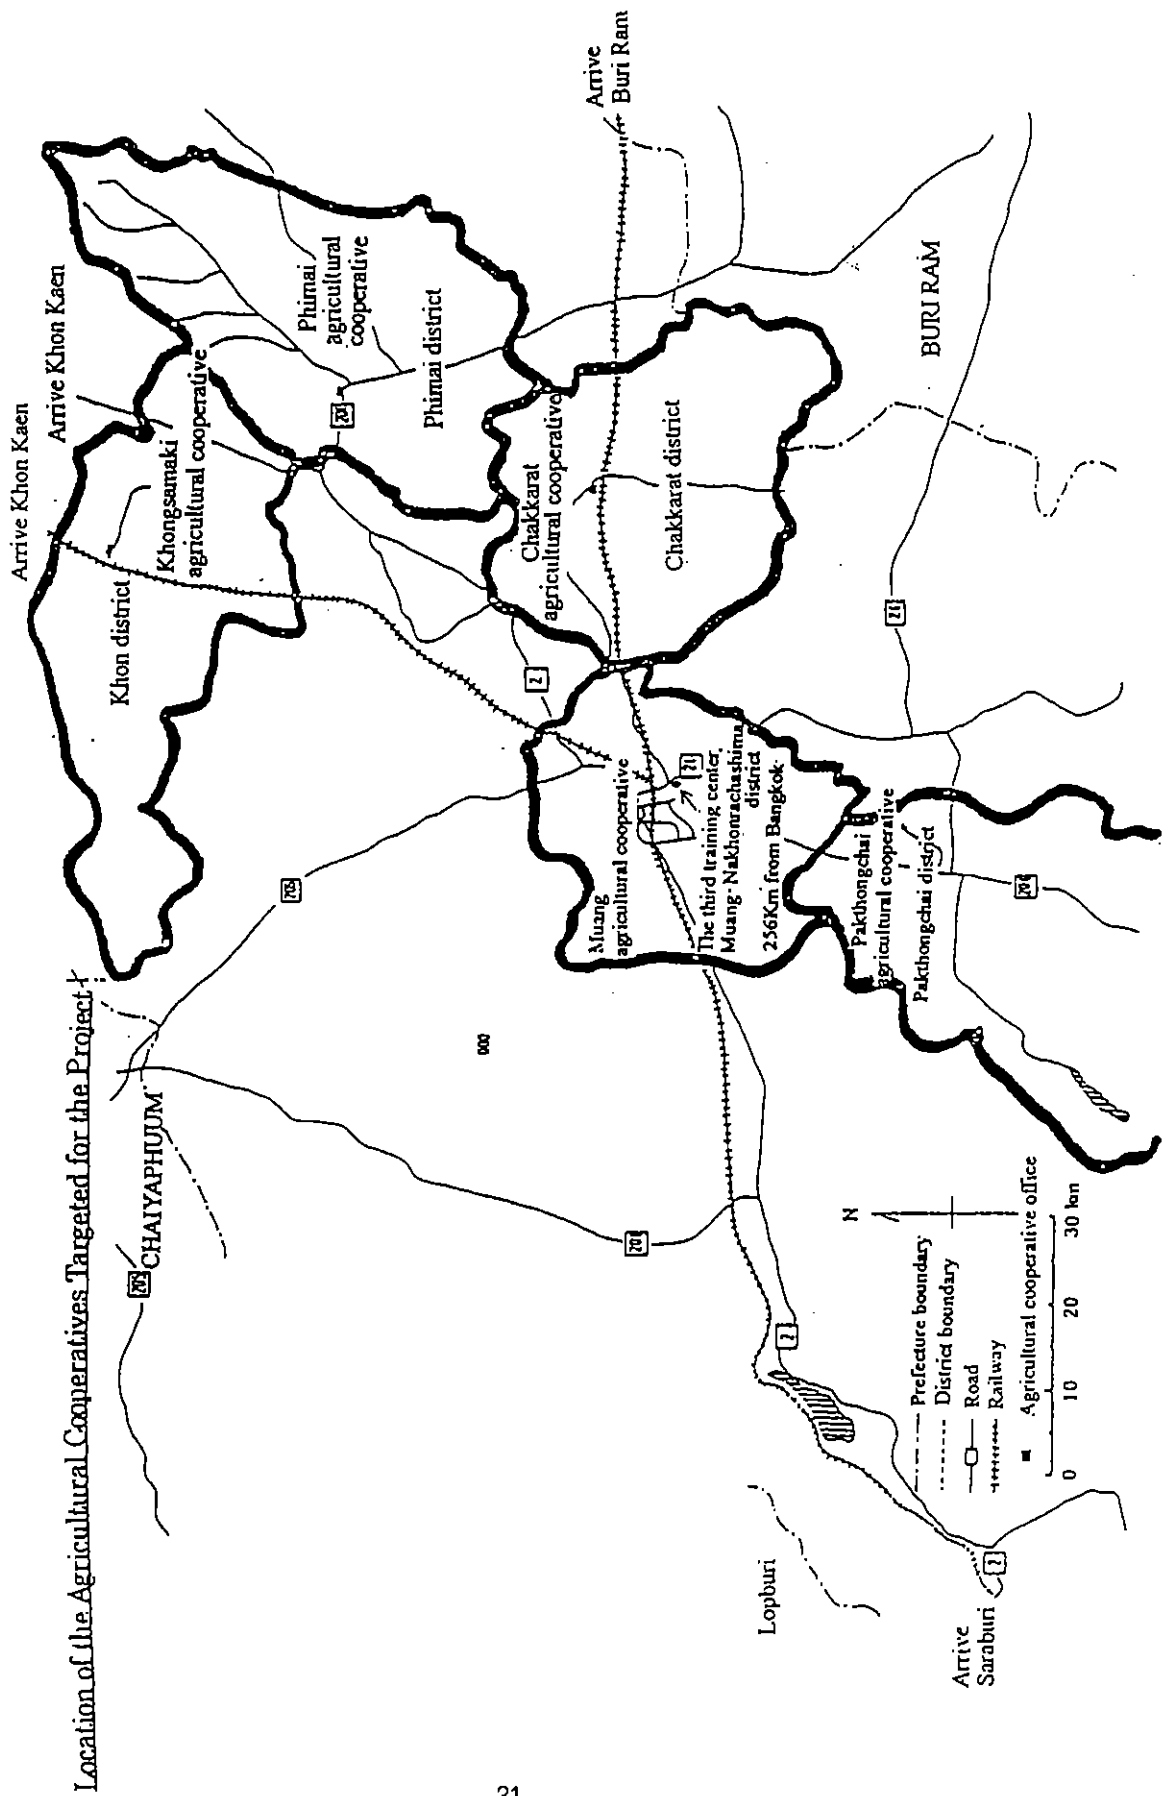 Location of the Agricultural Cooperatives Targeted for the Project
Arrive Khon Kaen
Arrive Khon Kaen
Khon district
Khongsamaki
agricultural cooperative
Phimai
agricultural
cooperative
Phimai district
Arrive
Buri Ram
CHAIYAPHUUM
205
205
2
Chakkarat
agricultural cooperative
Chakkarat district
Muang
agricultural cooperative
The third training center,
Muang-Nakhonrachashima
district
256Km from Bangkok
BURI RAM
Pakthongchai
agricultural cooperative
Pakthongchai district
2
Lopburi
Arrive
Saraburi
2
N
Prefecture boundary
District boundary
Road
Railway
Agricultural cooperative office
0 10 20 30 km
31